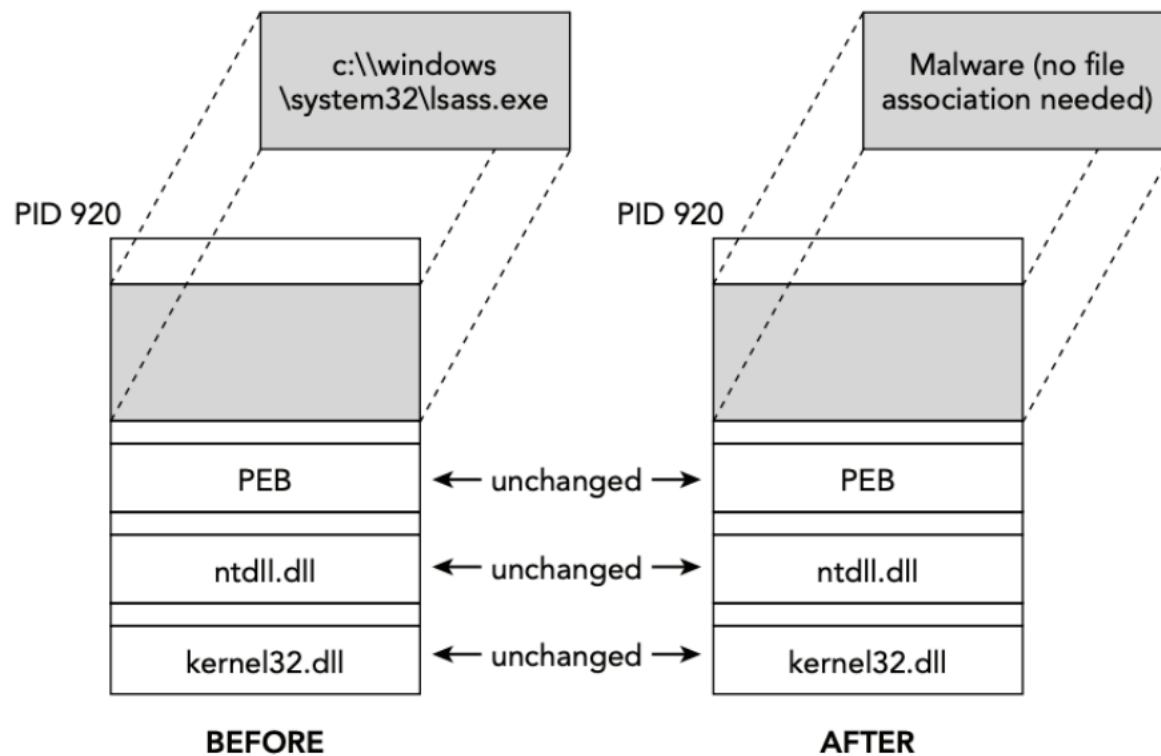 c:\\windows
\system32\lsass.exe
Malware (no file
association needed)
PID 920
PID 920
PEB
unchanged
PEB
ntdll.dll
unchanged
ntdll.dll
kernel32.dll
unchanged
kernel32.dll
BEFORE
AFTER